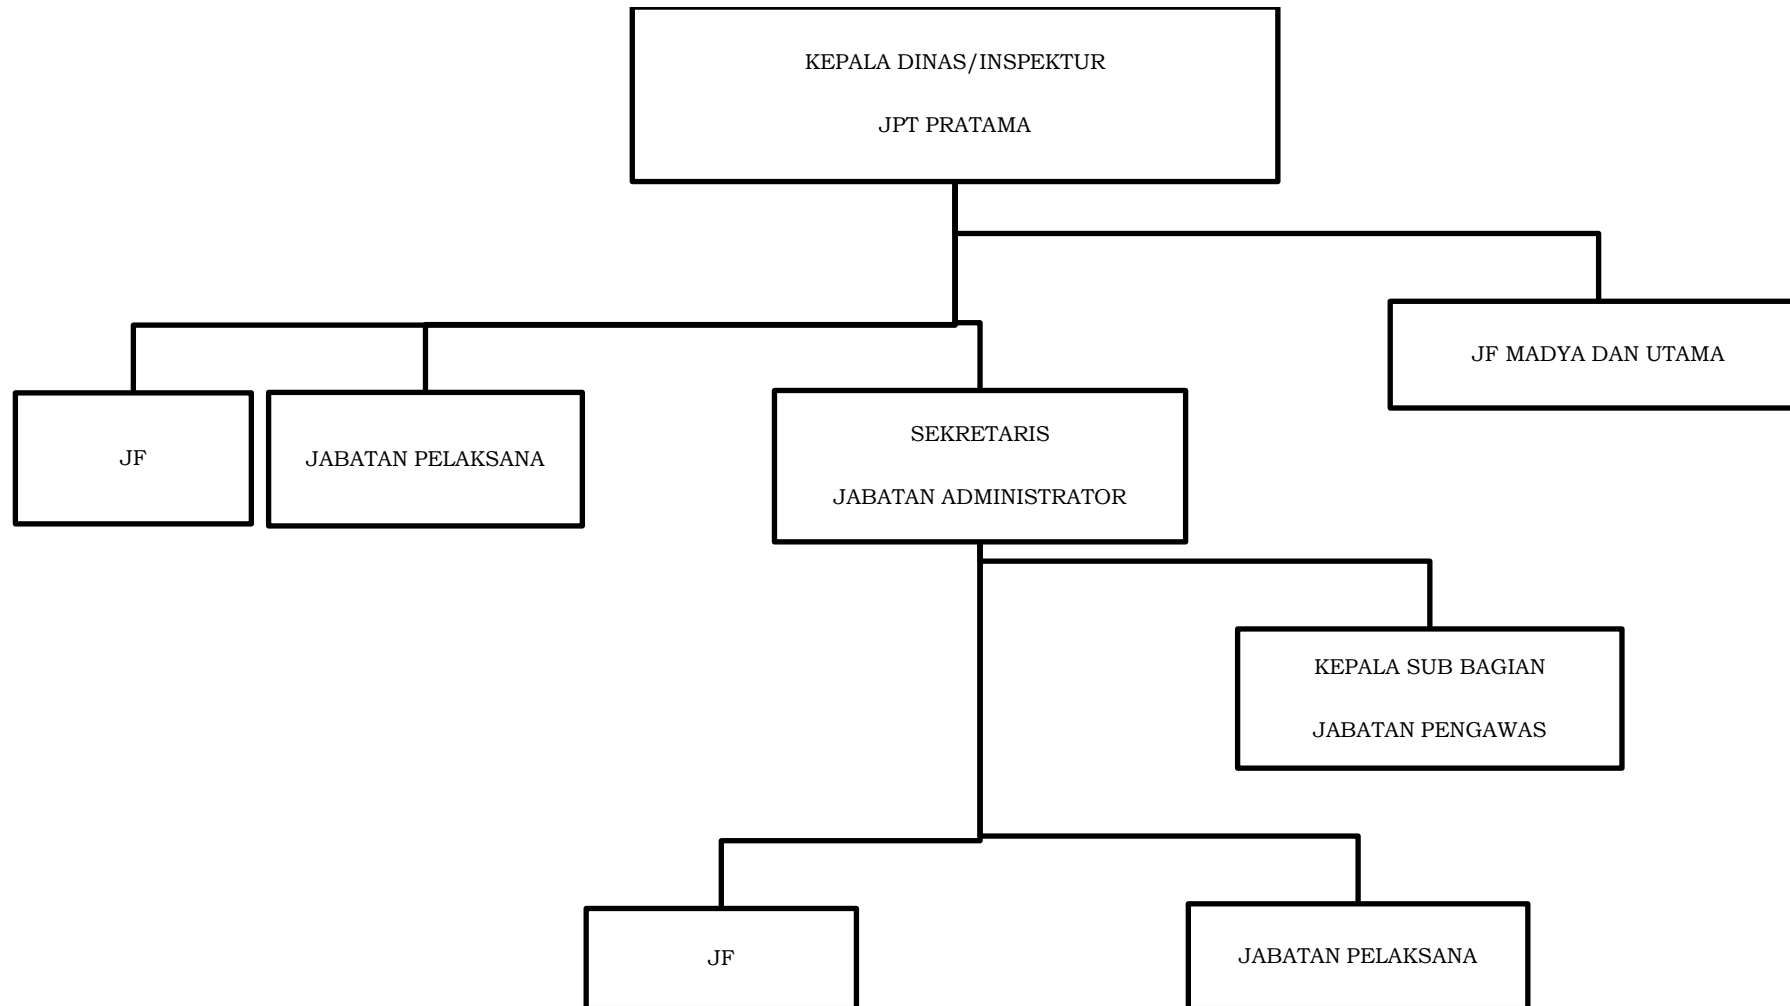 KEPALA DINAS/INSPEKTUR
JPT PRATAMA
JF MADYA DAN UTAMA
JF
JABATAN PELAKSANA
SEKRETARIS
JABATAN ADMINISTRATOR
KEPALA SUB BAGIAN
JABATAN PENGAWAS
JF
JABATAN PELAKSANA